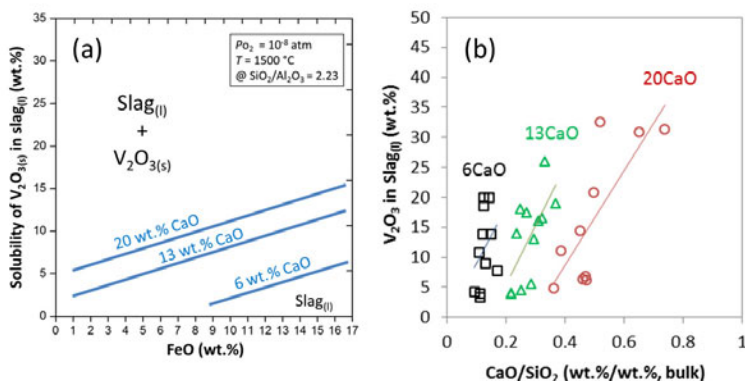 (a)
Po₂ = 10⁻⁸ atm
T = 1500 °C
@ SiO₂/Al₂O₃ = 2.23
Solubility of V₂O₃(s) in slag(l) (wt.%)
35
30
25
20
15
10
5
0
Slag(l)
+
V₂O₃(s)
20 wt.% CaO
13 wt.% CaO
6 wt.% CaO
Slag(l)
0 1 2 3 4 5 6 7 8 9 10 11 12 13 14 15 16 17
FeO (wt.%)
(b)
V₂O₃ in Slag(l) (wt.%)
50
45
40
35
30
25
20
15
10
5
0
20CaO
13CaO
6CaO
0 0.2 0.4 0.6 0.8 1
CaO/SiO₂ (wt.%/wt.%, bulk)